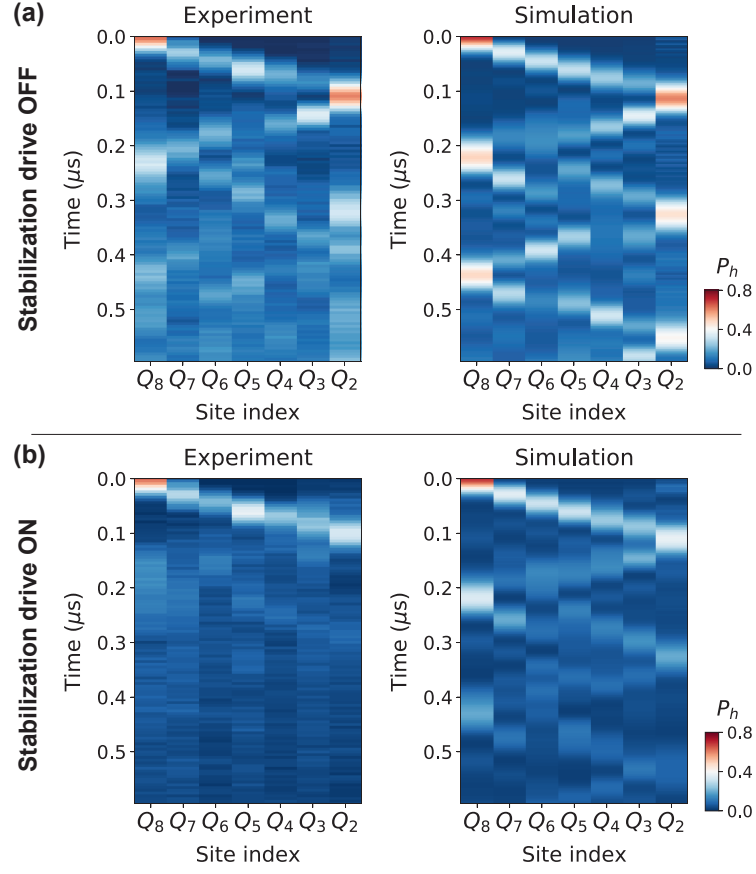 (a)
Experiment
Simulation
Stabilization drive OFF
Time (μs)
0.0
0.1
0.2
0.3
0.4
0.5
Q8 Q7 Q6 Q5 Q4 Q3 Q2
Site index
Time (μs)
0.0
0.1
0.2
0.3
0.4
0.5
Q8 Q7 Q6 Q5 Q4 Q3 Q2
Site index
Ph
0.8
0.4
0.0
(b)
Experiment
Simulation
Stabilization drive ON
Time (μs)
0.0
0.1
0.2
0.3
0.4
0.5
Q8 Q7 Q6 Q5 Q4 Q3 Q2
Site index
Time (μs)
0.0
0.1
0.2
0.3
0.4
0.5
Q8 Q7 Q6 Q5 Q4 Q3 Q2
Site index
Ph
0.8
0.4
0.0